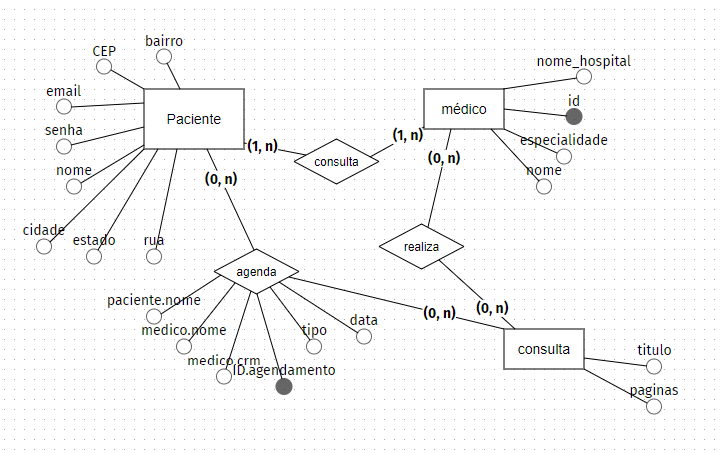 bairro
CEP
nome_hospital
email
id
Paciente
médico
senha
(1, n)
especialidade
(1, n)
consulta
(0, n)
nome
nome
(0, n)
cidade
estado
rua
realiza
agenda
paciente.nome
(0, n)
(0, n)
data
medico.nome
tipo
consulta
titulo
medico.crm
ID.agendamento
paginas